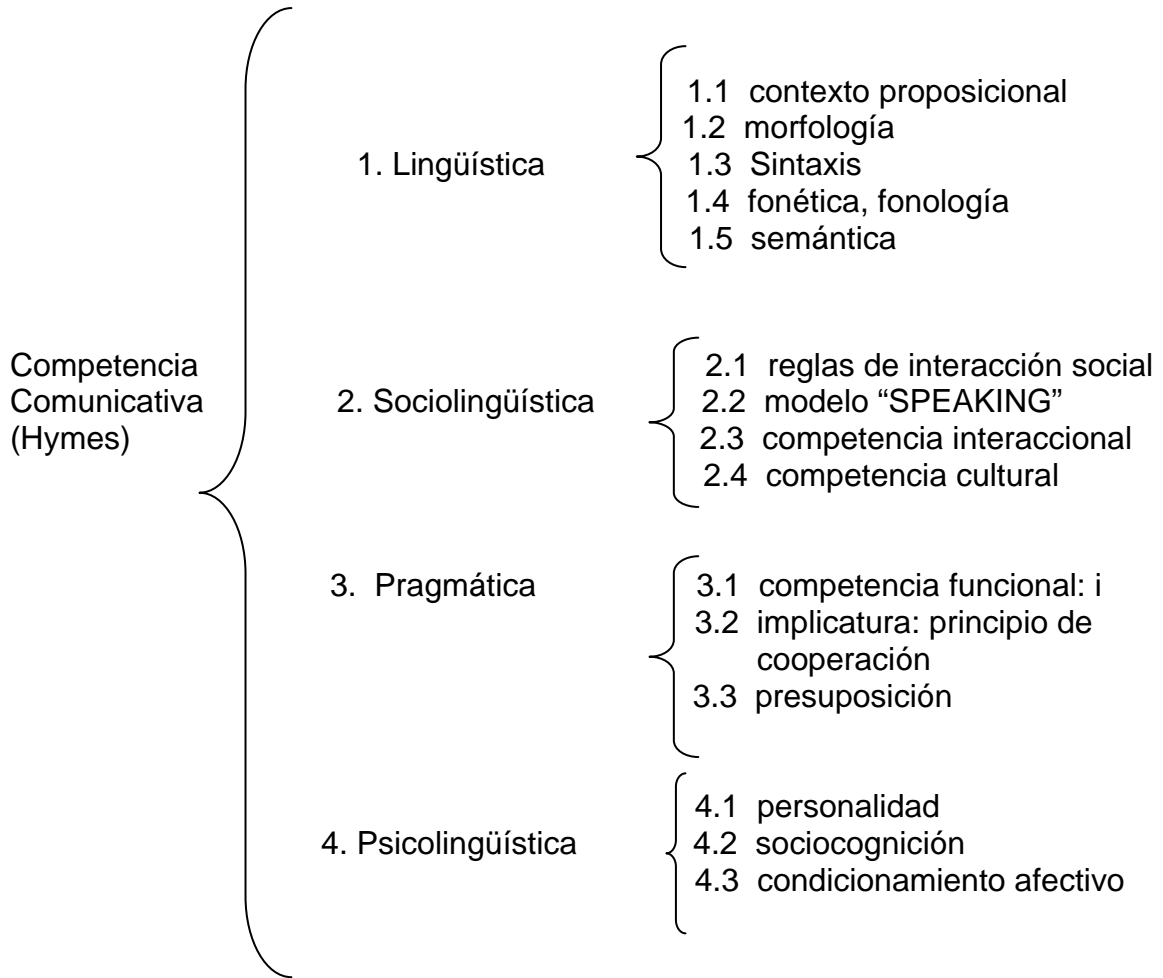 Competencia
Comunicativa
(Hymes)
1. Lingüística
1.1 contexto proposicional
1.2 morfología
1.3 Sintaxis
1.4 fonética, fonología
1.5 semántica
2. Sociolingüística
2.1 reglas de interacción social
2.2 modelo “SPEAKING”
2.3 competencia interaccional
2.4 competencia cultural
3. Pragmática
3.1 competencia funcional: i
3.2 implicatura: principio de
cooperación
3.3 presuposición
4. Psicolingüística
4.1 personalidad
4.2 sociocognición
4.3 condicionamiento afectivo